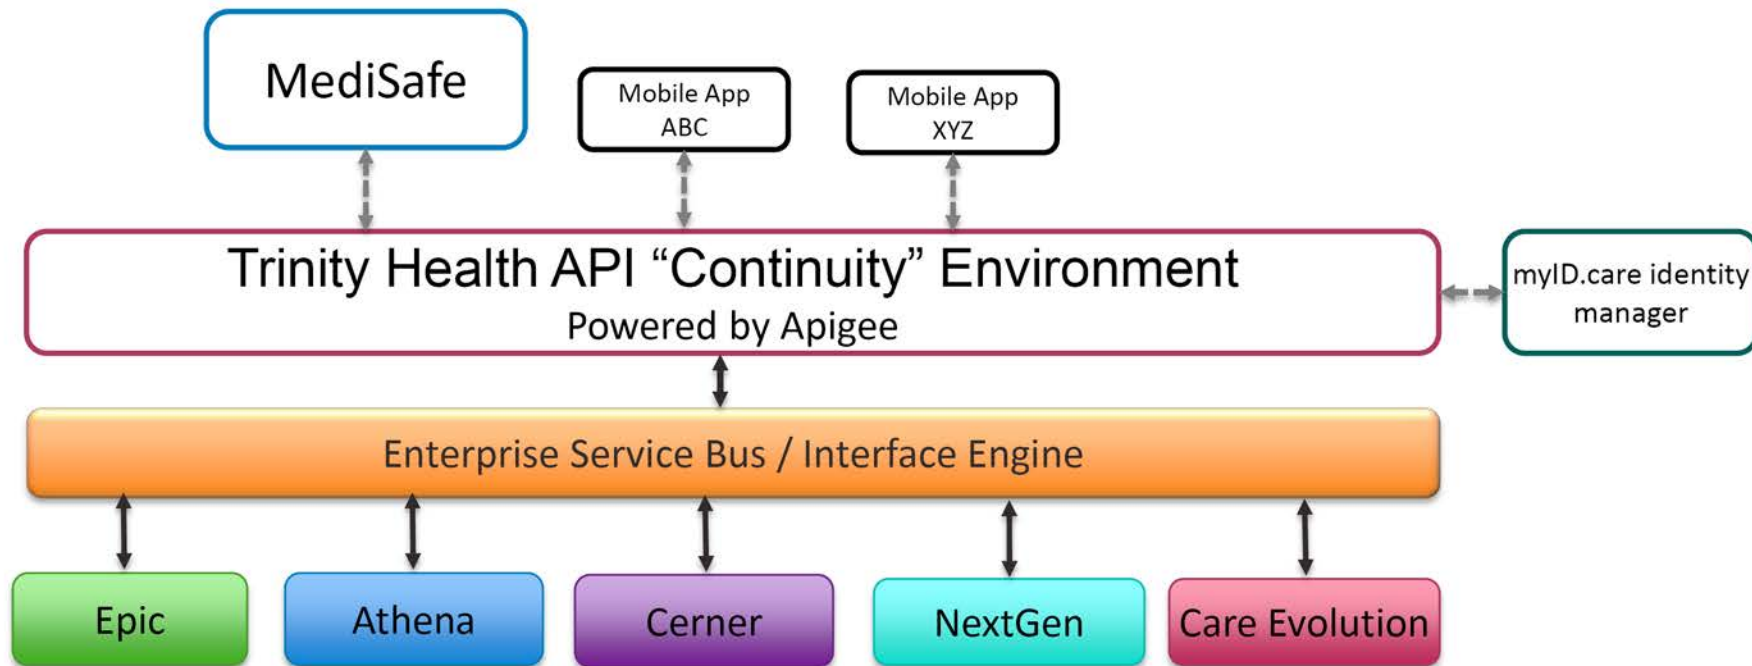 MediSafe
Mobile App
ABC
Mobile App
XYZ
Trinity Health API “Continuity” Environment
Powered by Apigee
myID.care identity
manager
Enterprise Service Bus / Interface Engine
Epic
Athena
Cerner
NextGen
Care Evolution